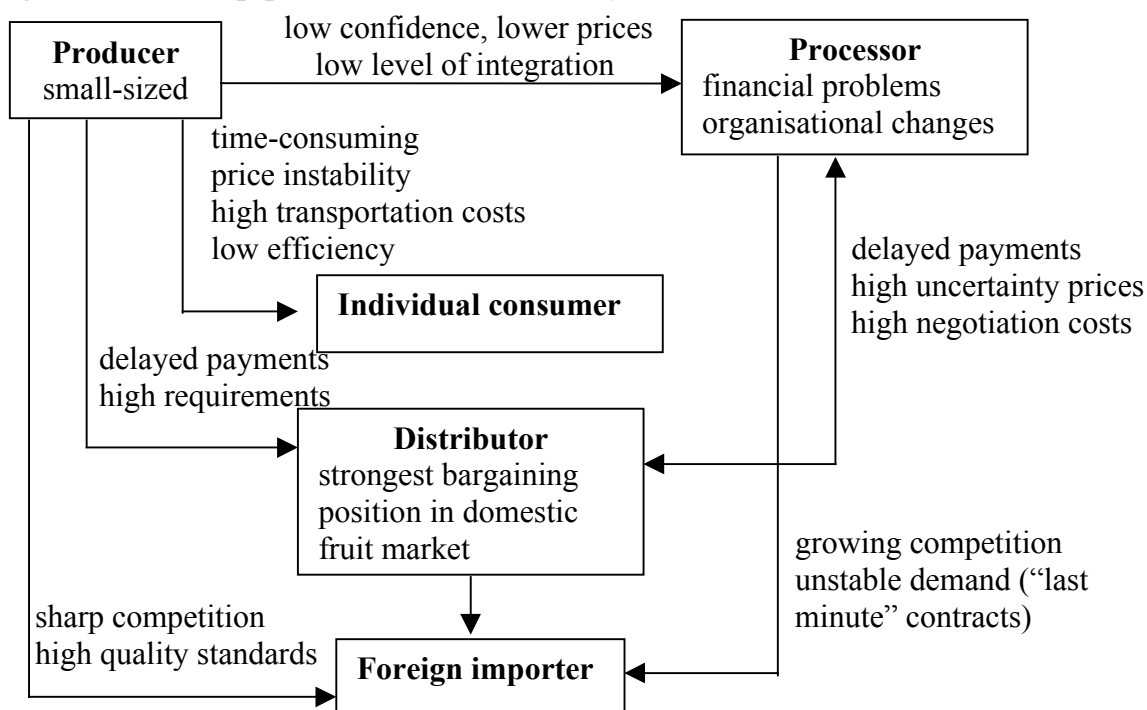 low confidence, lower prices
low level of integration
Producer
small-sized
Processor
financial problems
organisational changes
time-consuming
price instability
high transportation costs
low efficiency
Individual consumer
delayed payments
high uncertainty prices
high negotiation costs
delayed payments
high requirements
Distributor
strongest bargaining
position in domestic
fruit market
growing competition
unstable demand (“last
minute” contracts)
sharp competition
high quality standards
Foreign importer